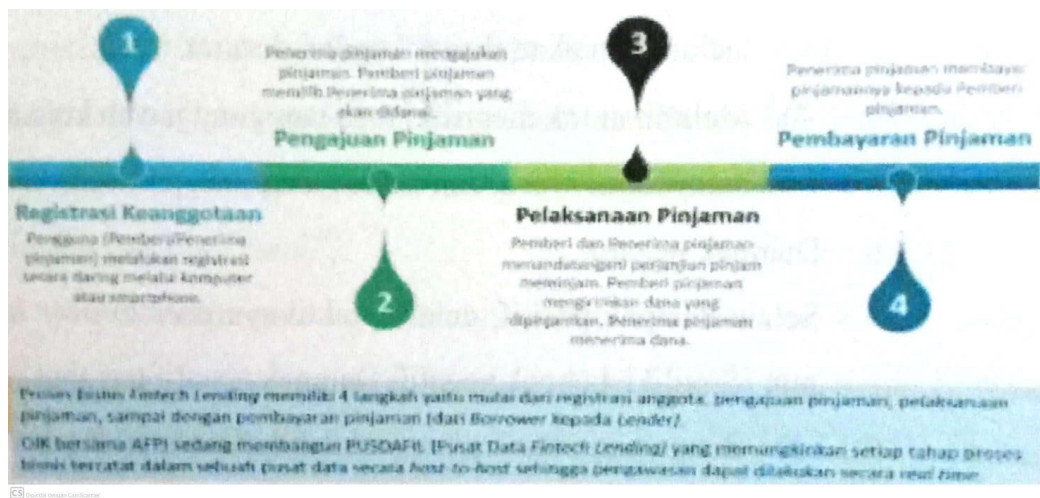 1
Registrasi Keanggotaan
Pengguna (Pemberi/Penerima
pinjaman) melakukan registrasi
secara daring melalui komputer
atau smartphone.
Penerima pinjaman mengajukan
pinjaman. Pemberi pinjaman
memilih Penerima pinjaman yang
akan didanai.
Pengajuan Pinjaman
2
3
Pelaksanaan Pinjaman
Pemberi dan Penerima pinjaman
menandatangani perjanjian pinjam
meminjam. Pemberi pinjaman
mengirimkan dana yang
dipinjamkan. Penerima pinjaman
menerima dana.
Penerima pinjaman membayar
pinjamannya kepada Pemberi
pinjaman.
Pembayaran Pinjaman
4
Proses bisnis Fintech Lending memiliki 4 langkah yaitu mulai dari registrasi anggota, pengajuan pinjaman, pelaksanaan
pinjaman, sampai dengan pembayaran pinjaman (dari Borrower kepada Lender).
OJK bersama AFPI sedang membangun PUSDAFIL (Pusat Data Fintech Lending) yang memungkinkan setiap tahap proses
bisnis tercatat dalam sebuah pusat data secara host-to-host sehingga pengawasan dapat dilakukan secara real time.
CS Dipindai dengan CamScanner